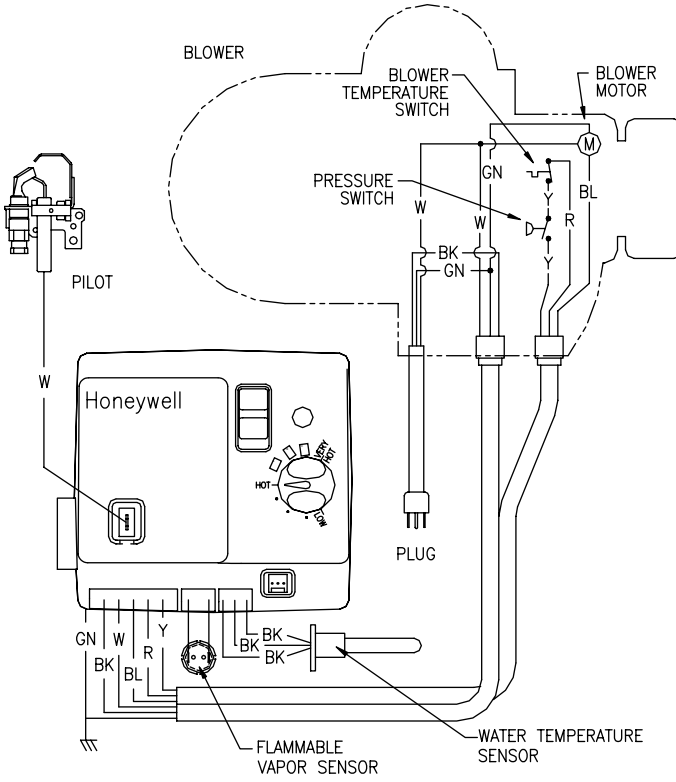 BLOWER
BLOWER
TEMPERATURE
SWITCH
BLOWER
MOTOR
M
GN
PRESSURE
SWITCH
Y
BL
W
W
R
BK
Y
GN
PILOT
W
Honeywell
VERY
HOT
HOT
LOW
PLUG
GN
W
Y
BK
R
BL
BK
BK
BK
FLAMMABLE
VAPOR SENSOR
WATER TEMPERATURE
SENSOR